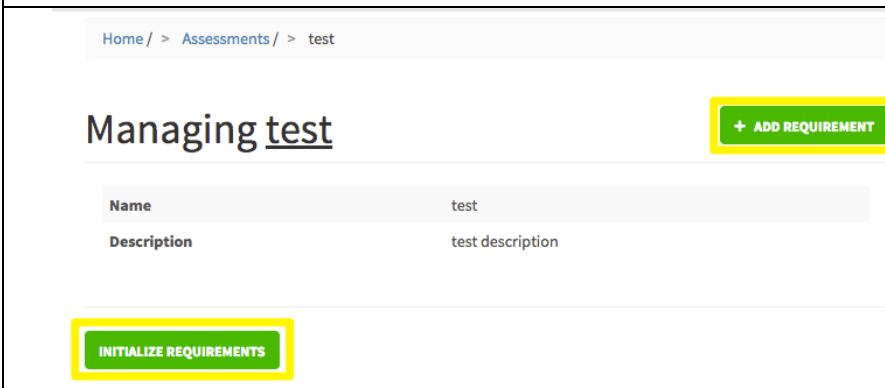 Home / > Assessments / > test
Managing test
+ ADD REQUIREMENT
Name test
Description test description
INITIALIZE REQUIREMENTS